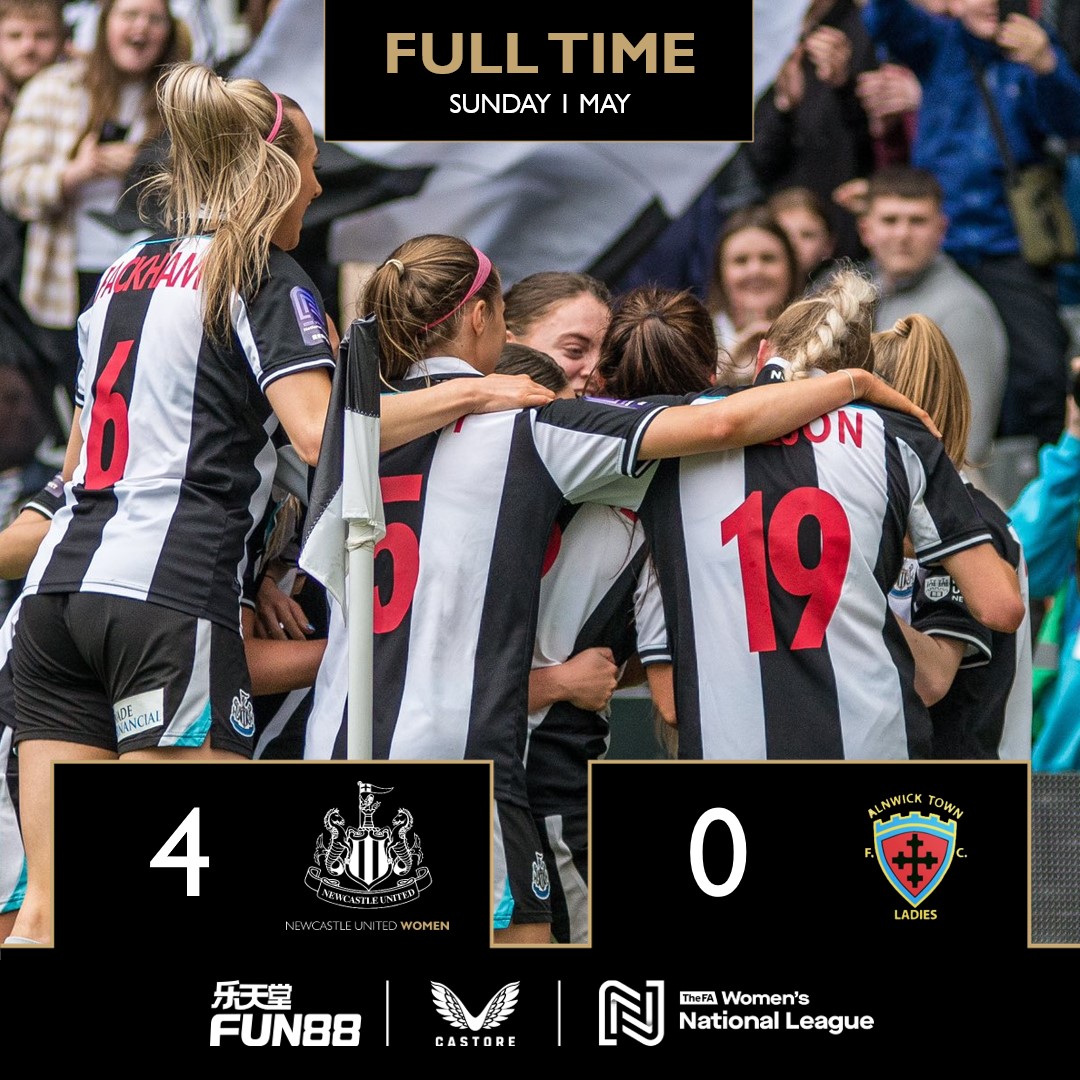 FULL TIME
SUNDAY 1 MAY
PACKHAM
6
5
19
4
NEWCASTLE UNITED
NEWCASTLE UNITED WOMEN
0
ALNWICK TOWN
F. C.
LADIES
乐天堂
FUN88
CASTORE
TheFA Women's
National League